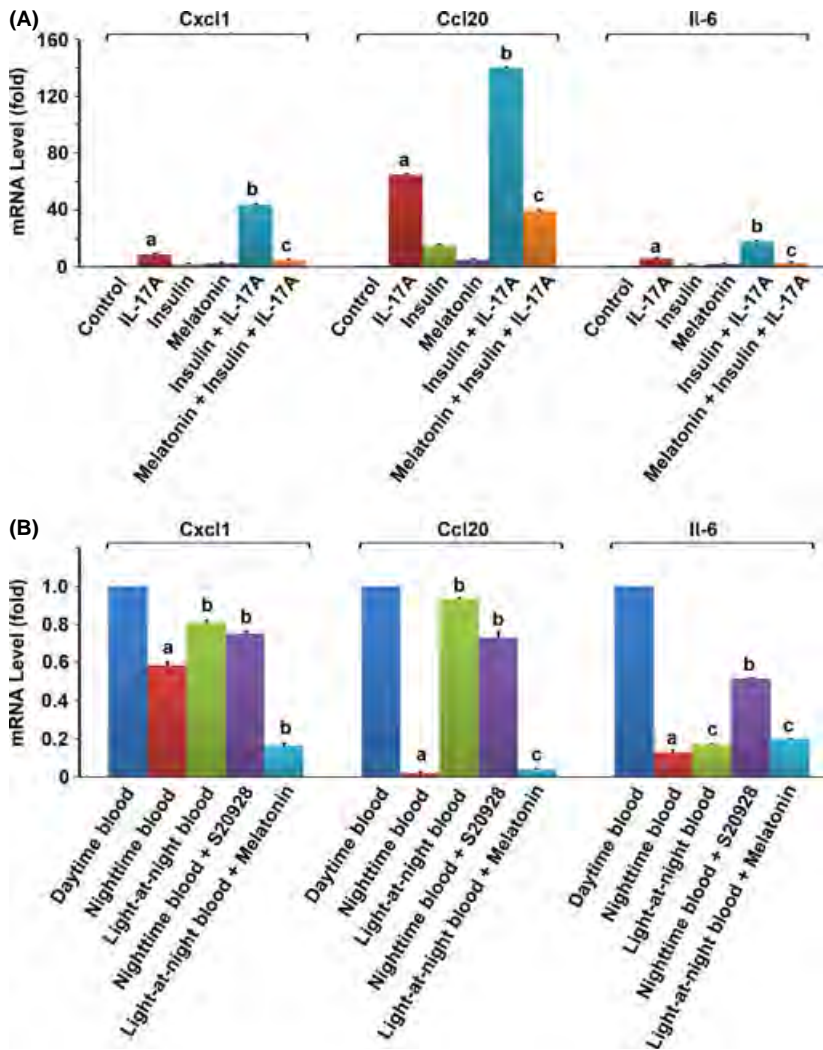 (A)
Cxcl1 Ccl20 Il-6
mRNA Level (fold)
160
120
80
40
0
a b c a b c a b c
Control IL-17A Insulin Melatonin Insulin + IL-17A Melatonin + Insulin + IL-17A
Control IL-17A Insulin Melatonin Insulin + IL-17A Melatonin + Insulin + IL-17A
Control IL-17A Insulin Melatonin Insulin + IL-17A Melatonin + Insulin + IL-17A
(B)
Cxcl1 Ccl20 Il-6
mRNA Level (fold)
1.0
0.8
0.6
0.4
0.2
0
a b b b a b b c a c b c
Daytime blood Nighttime blood Light-at-night blood Nighttime blood + S20928 Light-at-night blood + Melatonin
Daytime blood Nighttime blood Light-at-night blood Nighttime blood + S20928 Light-at-night blood + Melatonin
Daytime blood Nighttime blood Light-at-night blood Nighttime blood + S20928 Light-at-night blood + Melatonin